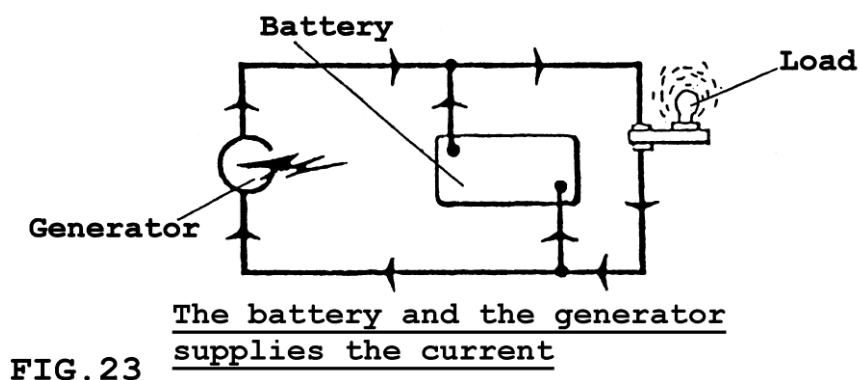 Battery
Load
Generator
The battery and the generator
supplies the current
FIG.23